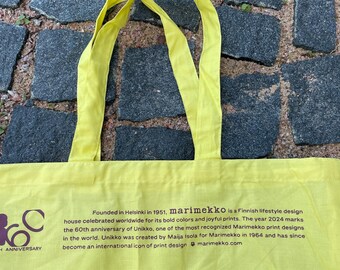 Founded in Helsinki in 1951, marimekko is a Finnish lifestyle design
house celebrated worldwide for its bold colors and joyful prints. The year 2024 marks
the 60th anniversary of Unikko, one of the most recognized Marimekko print designs
in the world. Unikko was created by Maija Isola for Marimekko in 1964 and has since
become an international icon of print design marimekko.com
ANNIVERSARY